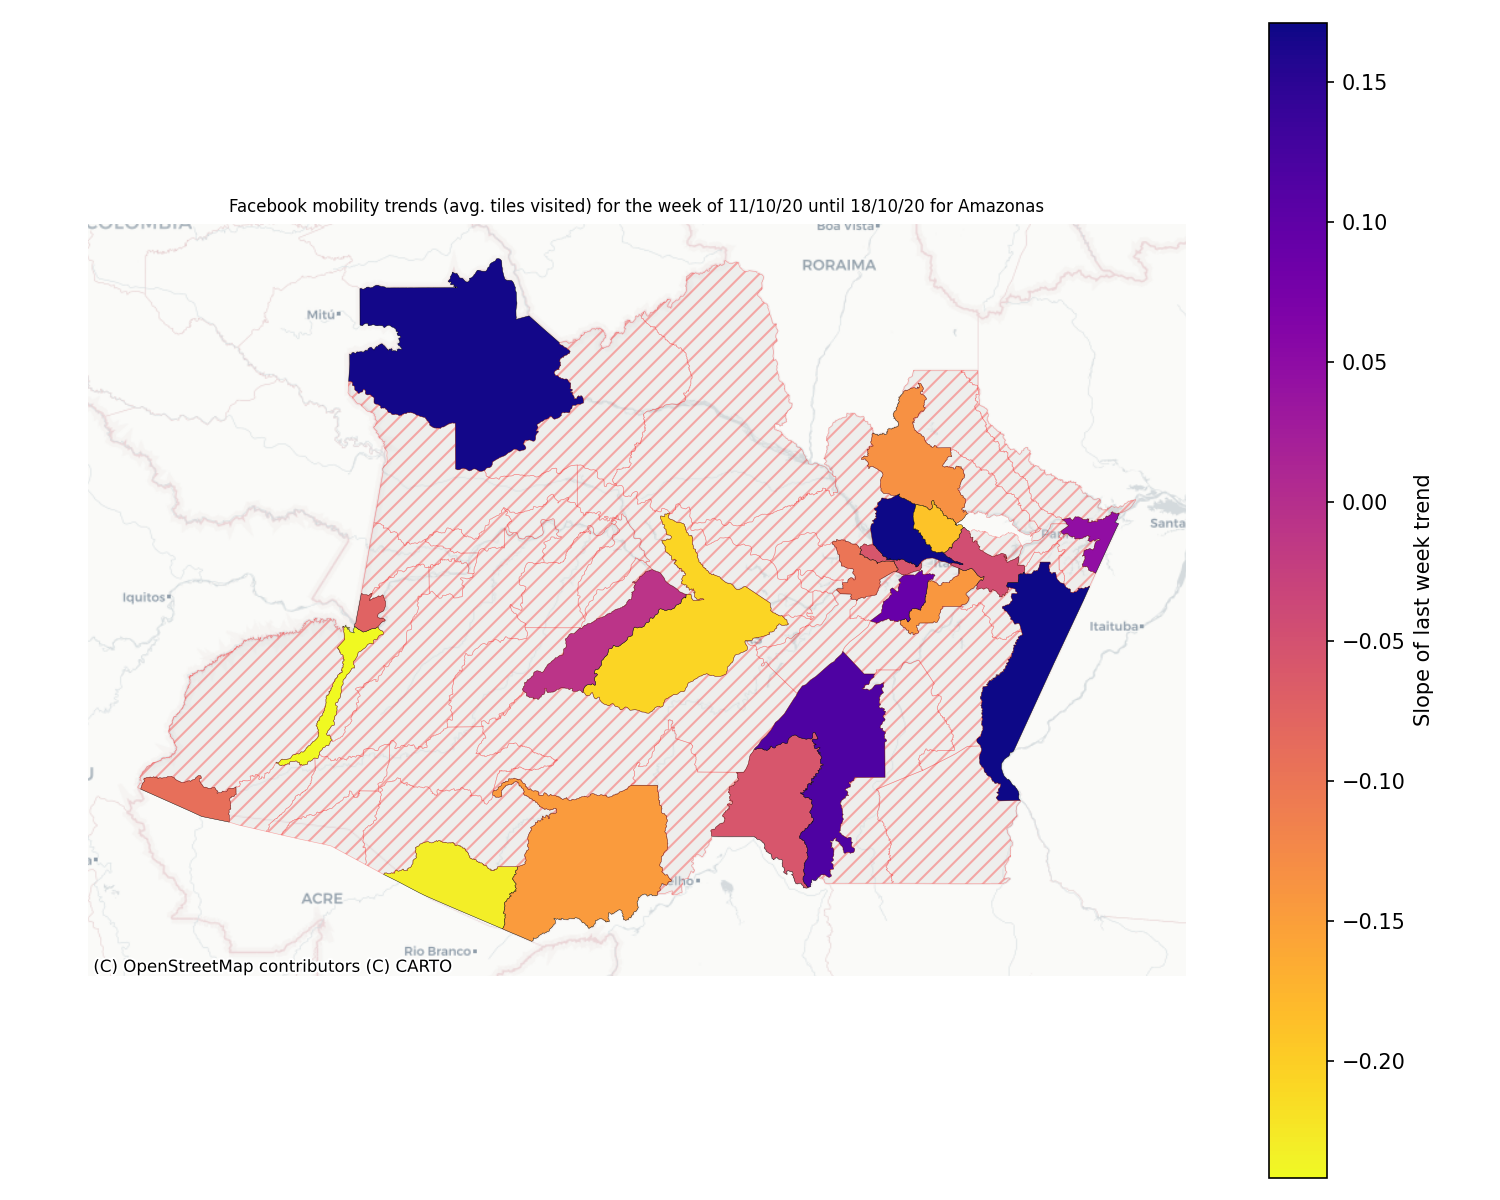 Facebook mobility trends (avg. tiles visited) for the week of 11/10/20 until 18/10/20 for Amazonas
COLOMBIA
Boa Vista
RORAIMA
Mitú
Iquitos
Santa
Itaituba
ACRE
Rio Branco
(C) OpenStreetMap contributors (C) CARTO
0.15
0.10
0.05
0.00
−0.05
−0.10
−0.15
−0.20
Slope of last week trend